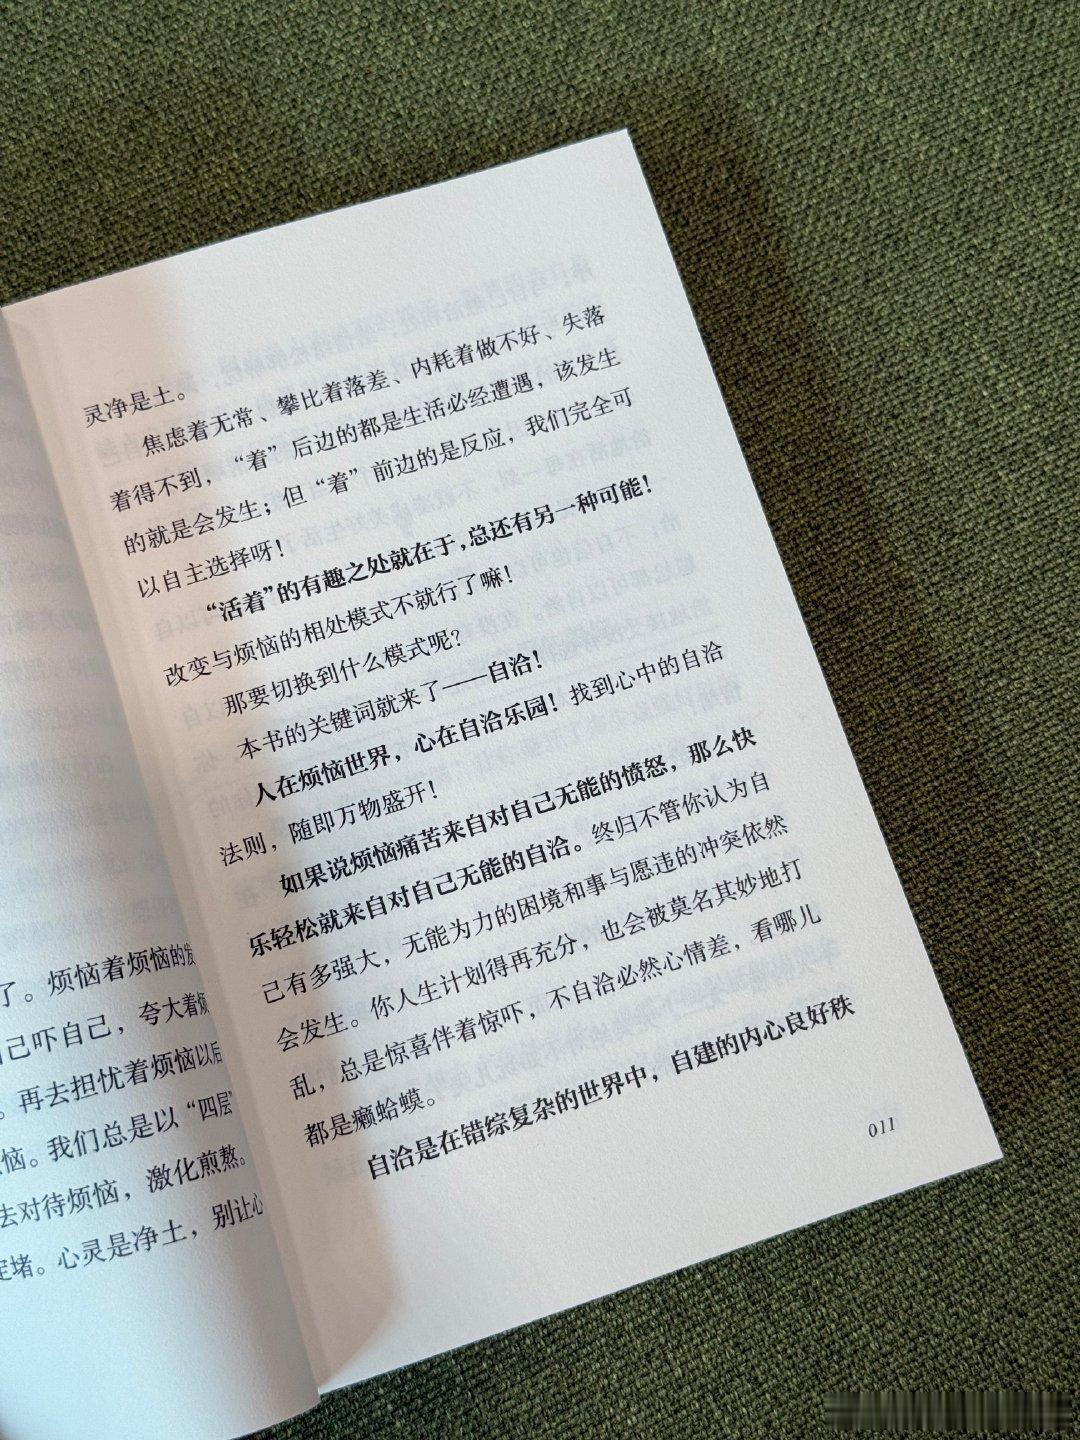 了。烦恼着烦恼的发
己吓自己，夸大着烦
。再去担忧着烦恼以后
恼。我们总是以“四层
去对待烦恼，激化煎熬。
堵。心灵是净土，别让心
灵净是土。
焦虑着无常、攀比着落差、内耗着做不好、失落
着得不到，“着”后边的都是生活必经遭遇，该发生
的就是会发生；但“着”前边的是反应，我们完全可
以自主选择呀！
“活着”的有趣之处就在于，总还有另一种可能！
改变与烦恼的相处模式不就行了嘛！
那要切换到什么模式呢？
本书的关键词就来了——自洽！
人在烦恼世界，心在自洽乐园！找到心中的自洽
法则，随即万物盛开！
如果说烦恼痛苦来自对自己无能的愤怒，那么快
乐轻松就来自对自己无能的自洽。终归不管你认为自
己有多强大，无能为力的困境和事与愿违的冲突依然
会发生。你人生计划得再充分，也会被莫名其妙地打
乱，总是惊喜伴着惊吓，不自洽必然心情差，看哪儿
都是癞蛤蟆。
自洽是在错综复杂的世界中，自建的内心良好秩
011